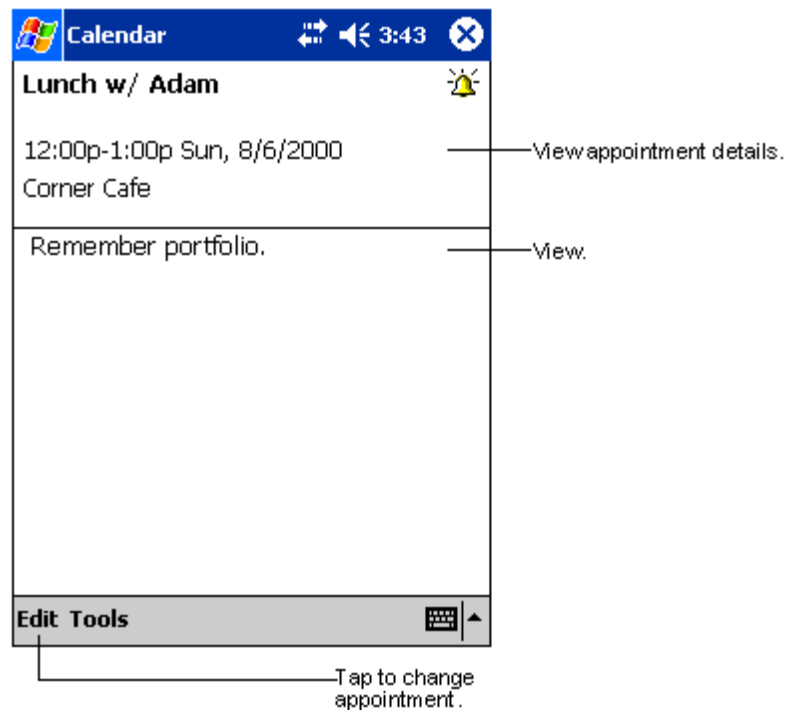 Calendar 3:43
Lunch w/ Adam
12:00p-1:00p Sun, 8/6/2000
View appointment details.
Corner Cafe
Remember portfolio.
View.
Edit Tools
Tap to change
appointment.